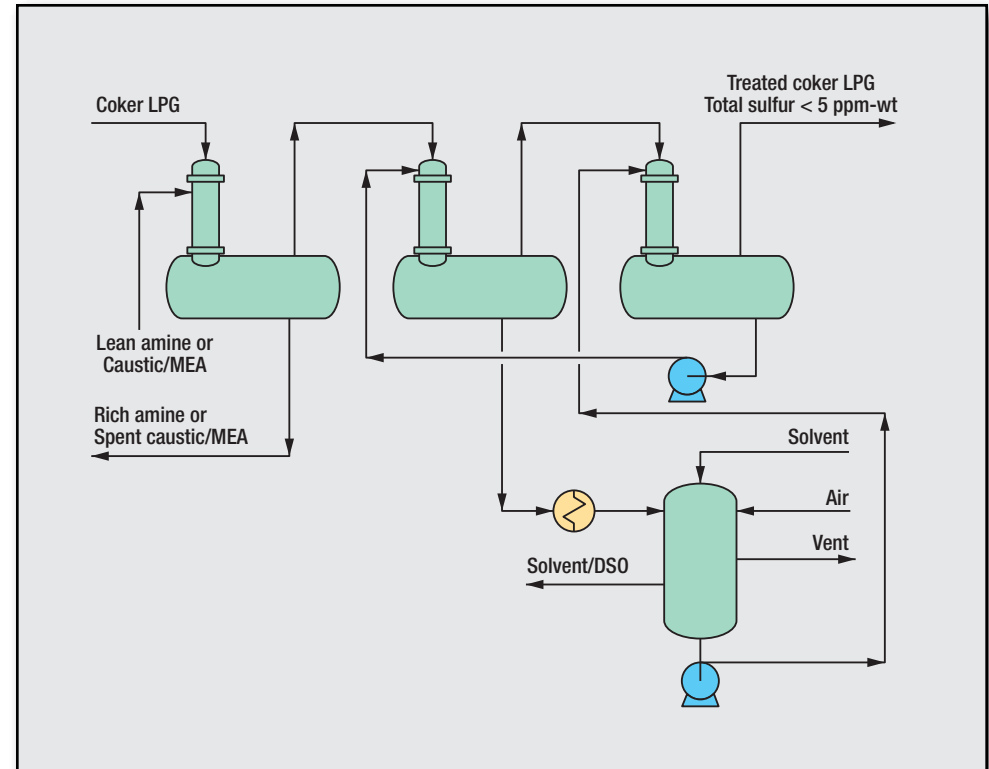 Coker LPG
Treated coker LPG
Total sulfur < 5 ppm-wt
Lean amine or
Caustic/MEA
Rich amine or
Spent caustic/MEA
Solvent
Air
Vent
Solvent/DSO